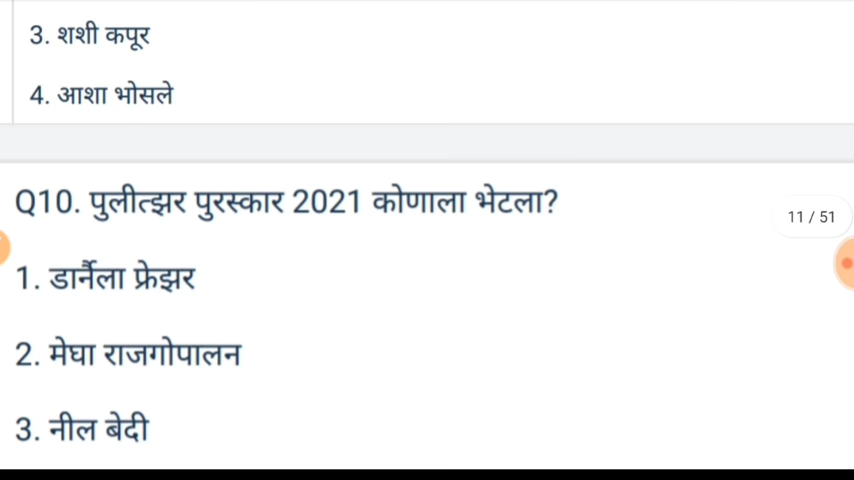 3. शशी कपूर
4. आशा भोसले
Q10. पुलीत्झर पुरस्कार 2021 कोणाला भेटला?
11 / 51
1. डार्नैला फ्रेझर
2. मेघा राजगोपालन
3. नील बेदी